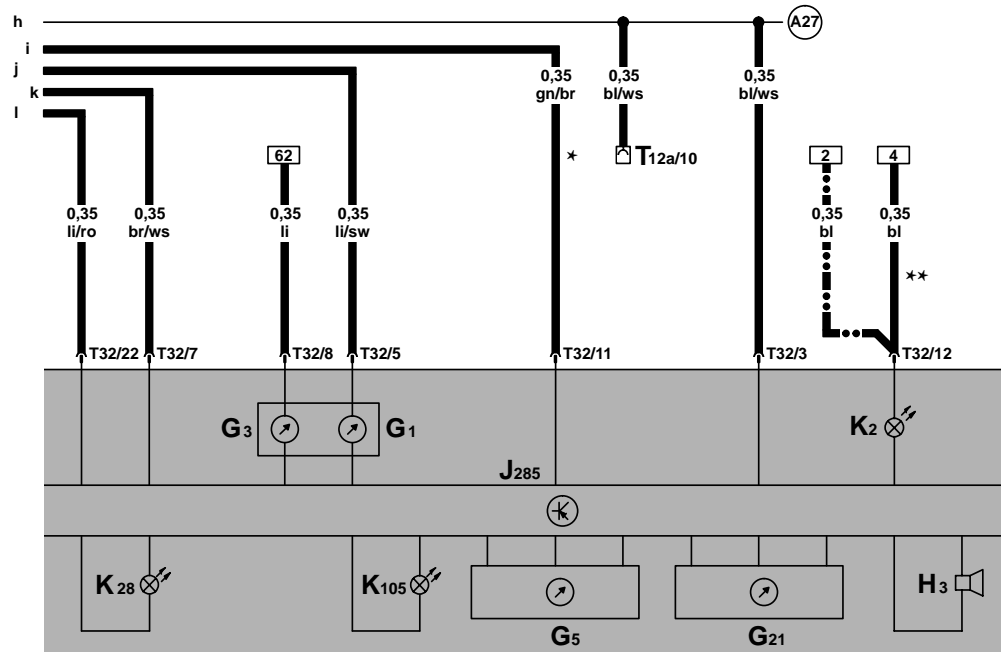 h
A27
i
j
k
l
0,35
gn/br
0,35
bl/ws
0,35
bl/ws
62
*
T12a/10
2
4
0,35
li/ro
0,35
br/ws
0,35
li
0,35
li/sw
0,35
bl
0,35
bl
**
T32/22
T32/7
T32/8
T32/5
T32/11
T32/3
T32/12
G3
G1
K2
J285
K28
K105
G5
G21
H3